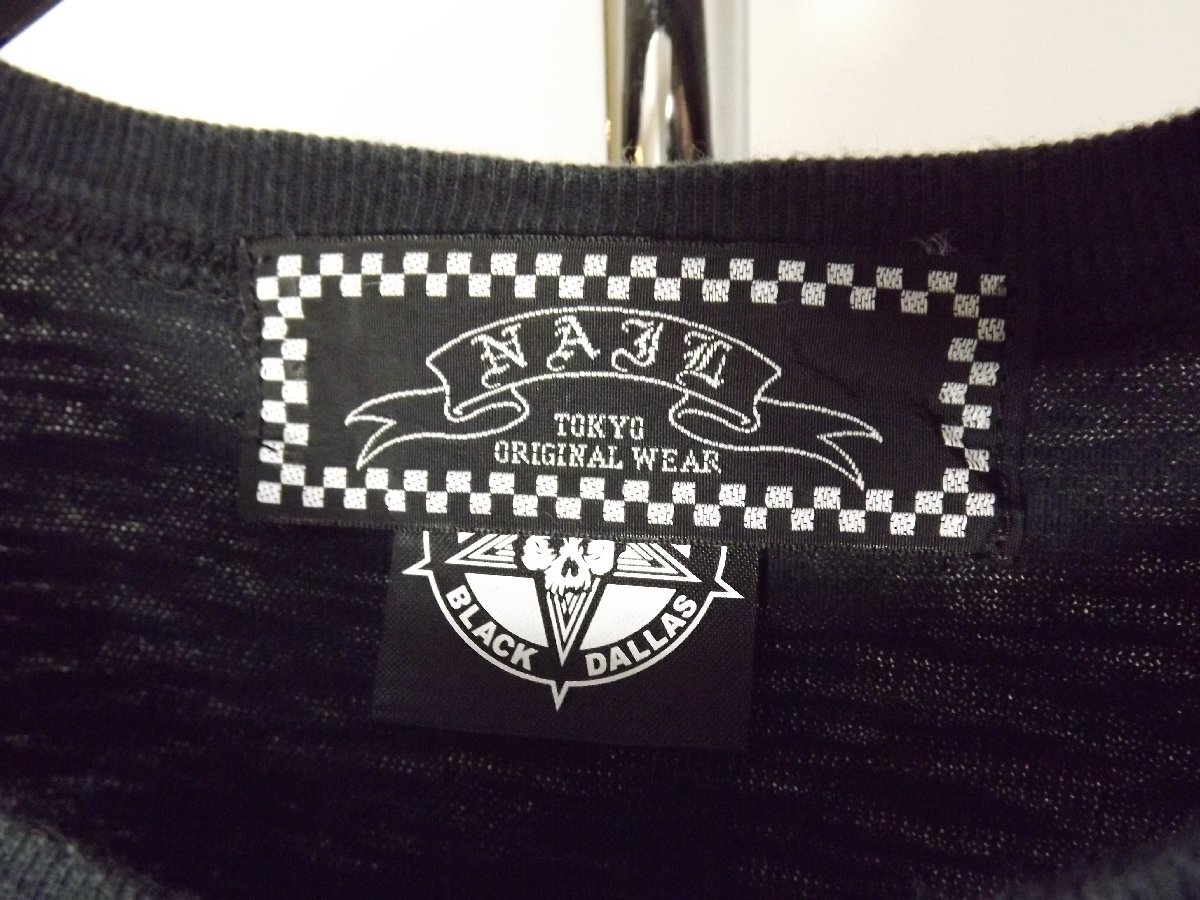 NAIL
TOKYO
ORIGINAL WEAR
BLACK DALLAS